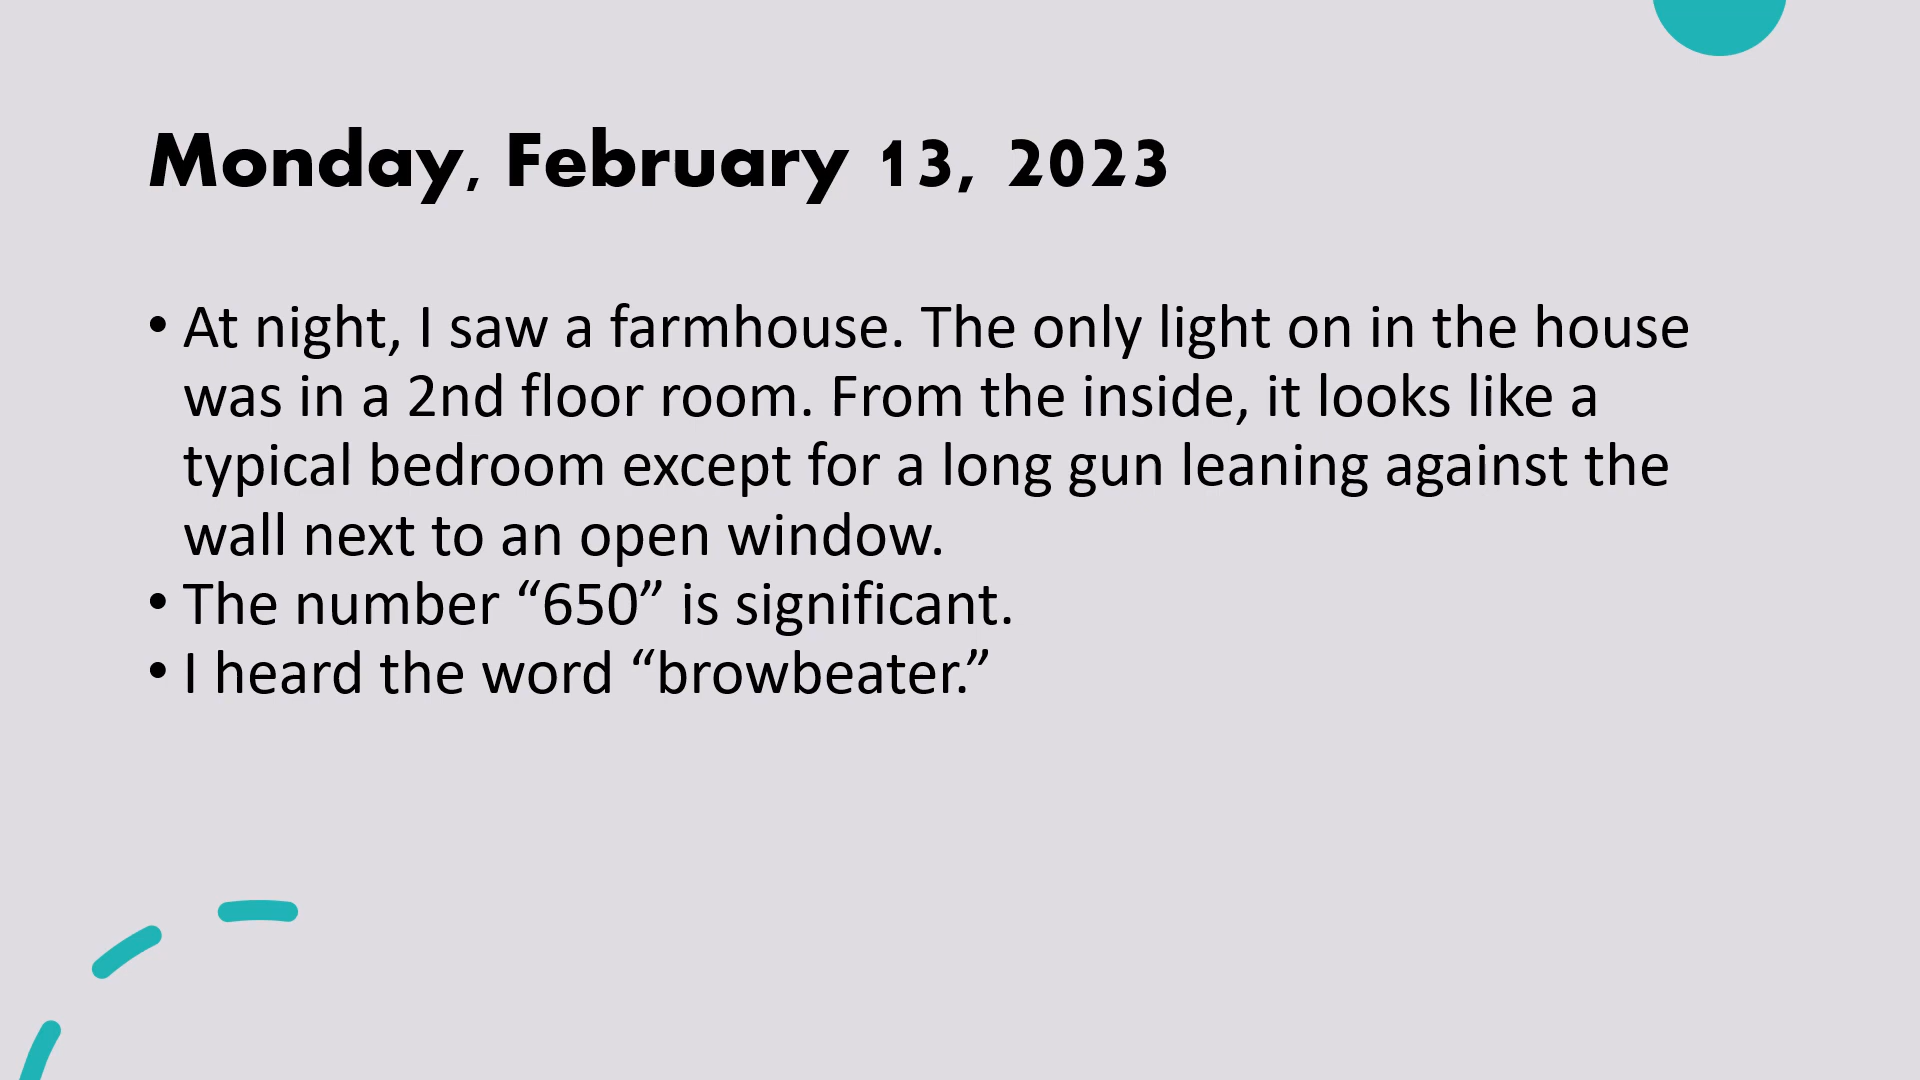 Monday, February 13, 2023
• At night, I saw a farmhouse. The only light on in the house
was in a 2nd floor room. From the inside, it looks like a
typical bedroom except for a long gun leaning against the
wall next to an open window.
• The number “650” is significant.
• I heard the word “browbeater.”